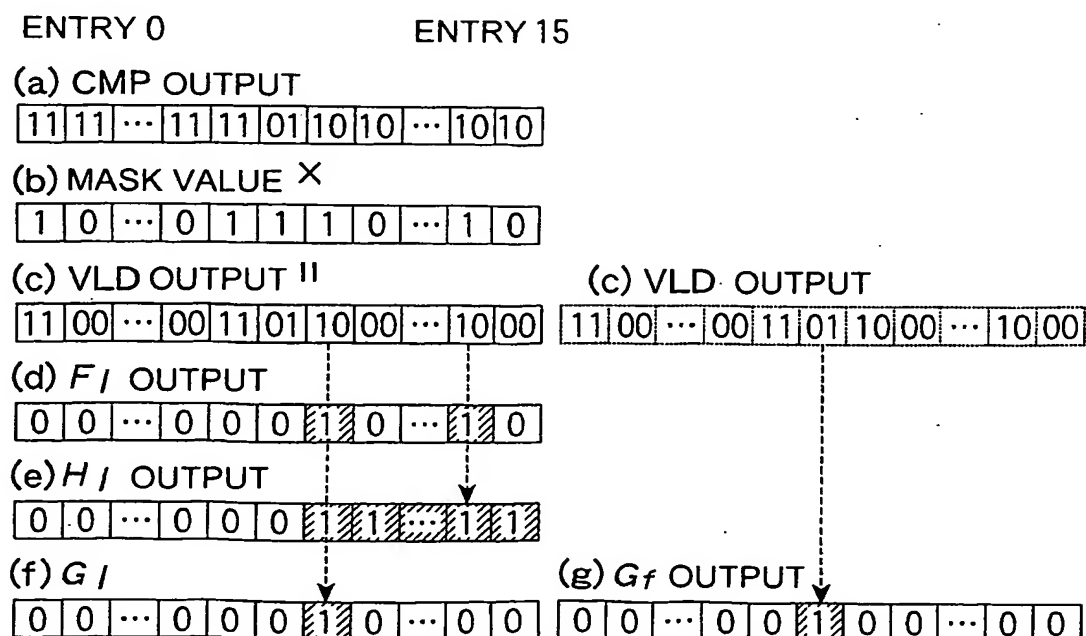 ENTRY 0 ENTRY 15
(a) CMP OUTPUT
11 11 ··· 11 11 01 10 10 ··· 10 10
(b) MASK VALUE ×
1 0 ··· 0 1 1 1 0 ··· 1 0
(c) VLD OUTPUT II (c) VLD OUTPUT
11 00 ··· 00 11 01 10 00 ··· 10 00 11 00 ··· 00 11 01 10 00 ··· 10 00
(d) F l OUTPUT
0 0 ··· 0 0 0 1 0 ··· 1 0
(e) H l OUTPUT
0 0 ··· 0 0 0 1 1 ··· 1 1
(f) G l (g) Gf OUTPUT
0 0 ··· 0 0 0 1 0 ··· 0 0 0 0 ··· 0 0 1 0 0 ··· 0 0